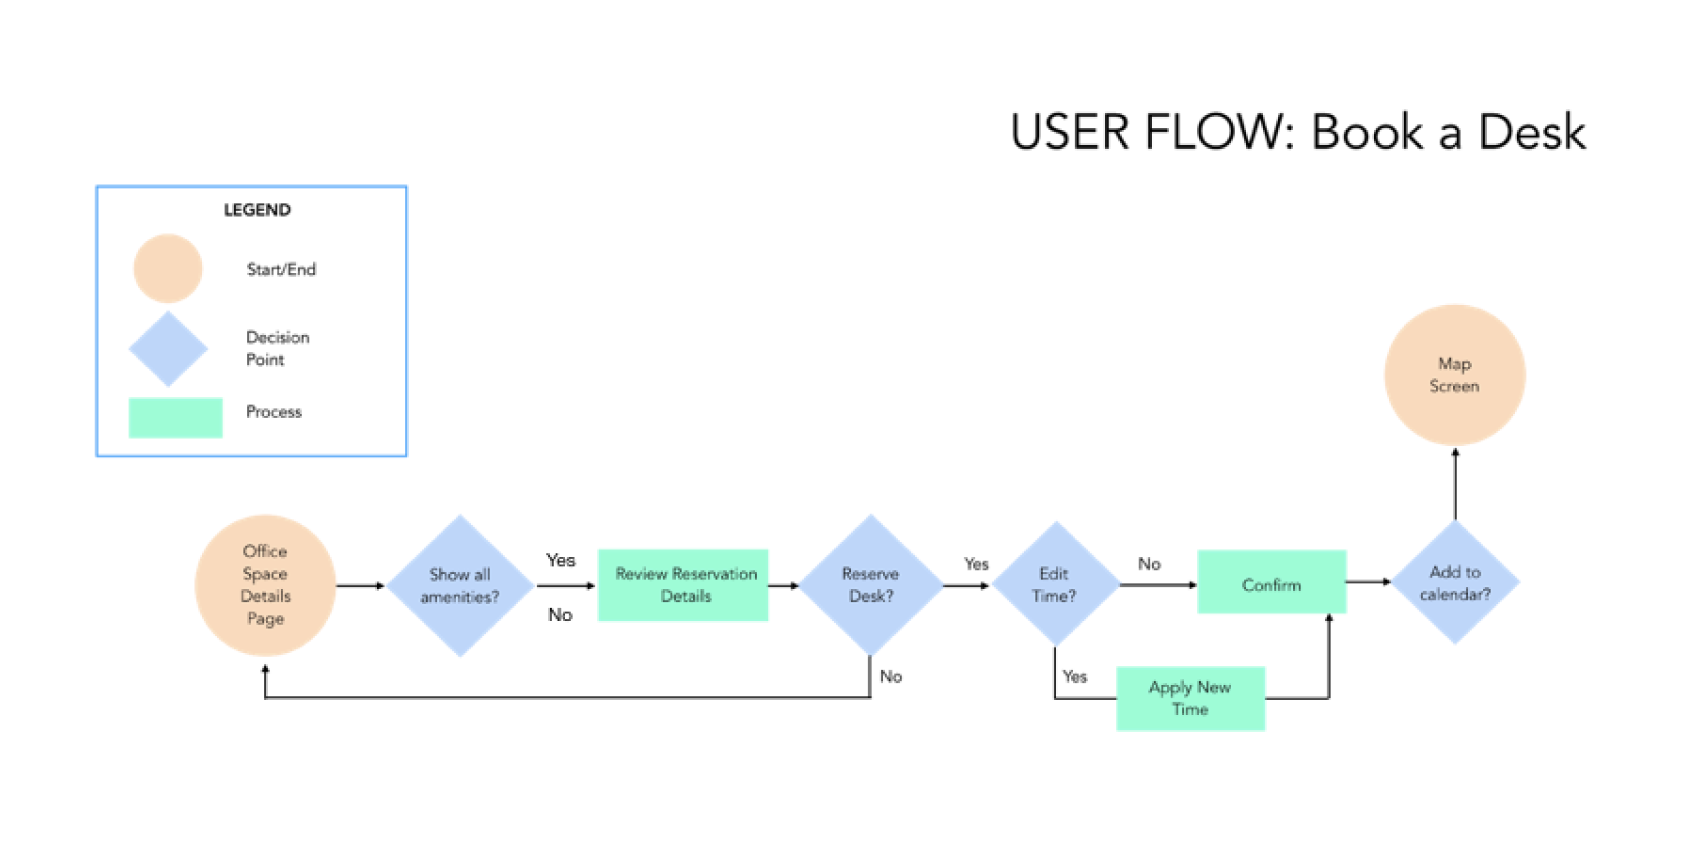 USER FLOW: Book a Desk
LEGEND
Start/End
Decision
Point
Process
Map
Screen
Office
Space
Details
Page
Show all
amenities?
Yes
No
Review Reservation
Details
Reserve
Desk?
Yes
No
Edit
Time?
No
Yes
Confirm
Apply New
Time
Add to
calendar?